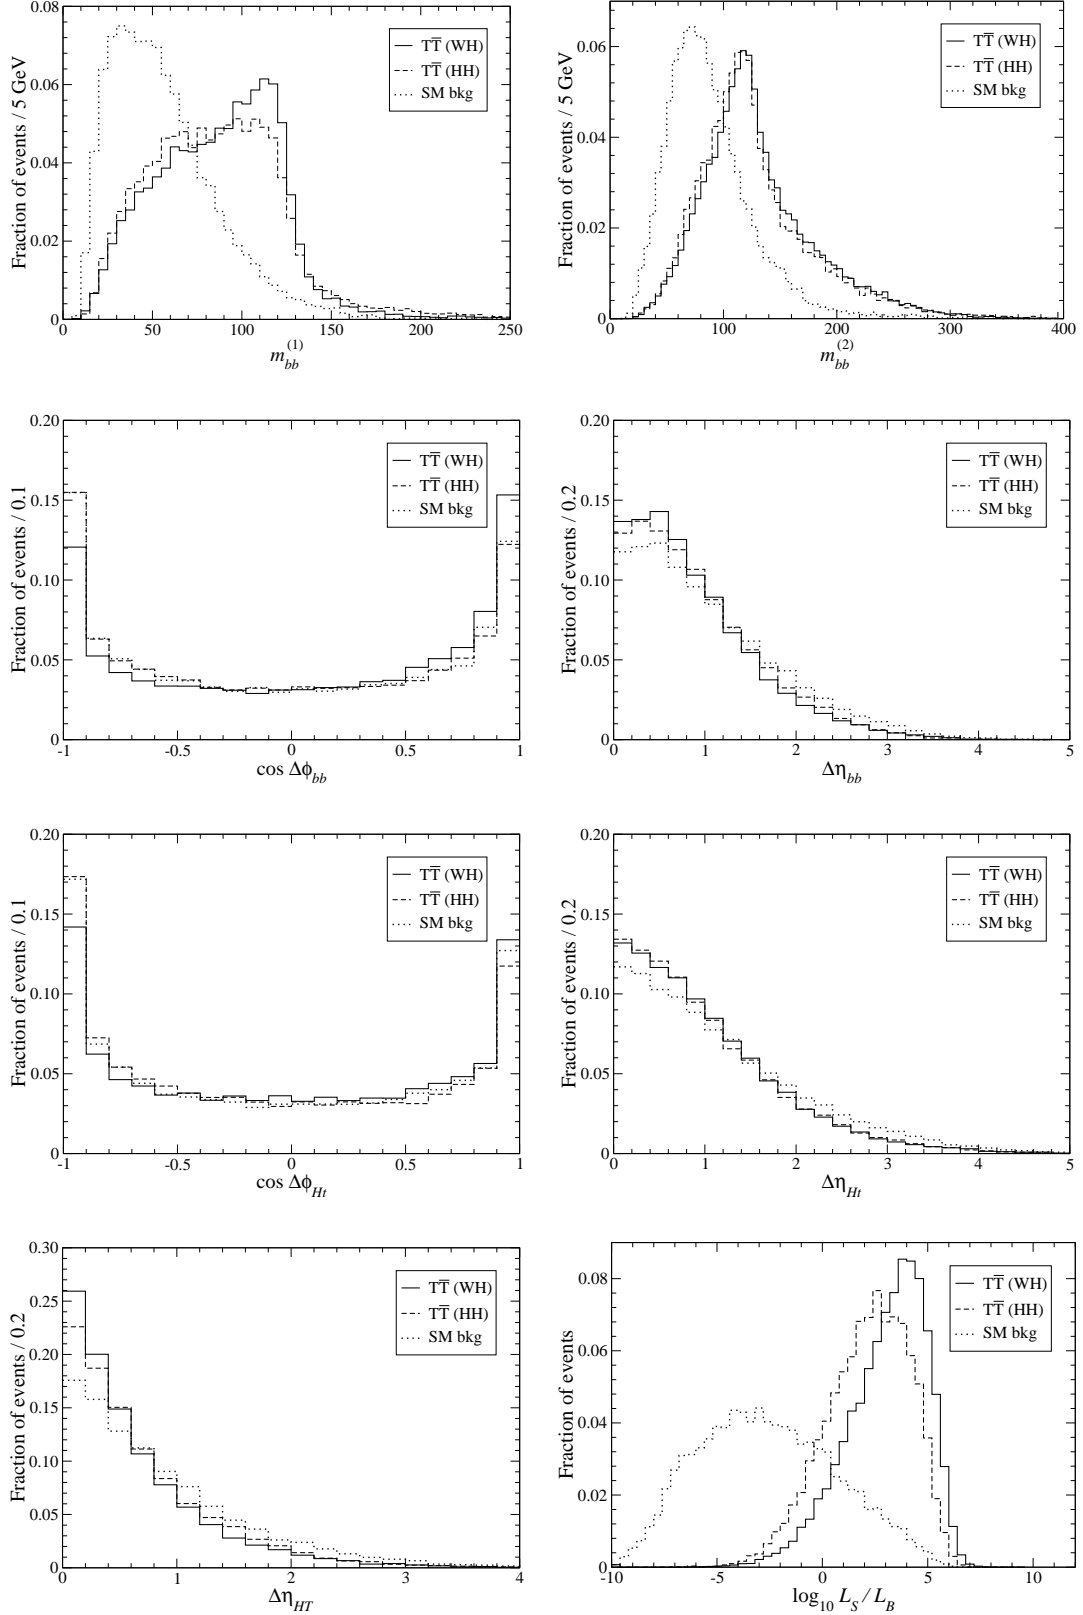 0.08
0.06
0.04
0.02
0
Fraction of events / 5 GeV
TT̅ (WH)
TT̅ (HH)
SM bkg
0 50 100 150 200 250
m_bb^(1)
0.06
0.04
0.02
0
Fraction of events / 5 GeV
TT̅ (WH)
TT̅ (HH)
SM bkg
0 100 200 300 400
m_bb^(2)
0.20
0.15
0.10
0.05
0
Fraction of events / 0.1
TT̅ (WH)
TT̅ (HH)
SM bkg
-1 -0.5 0 0.5 1
cos Δϕ_bb
0.20
0.15
0.10
0.05
0
Fraction of events / 0.2
TT̅ (WH)
TT̅ (HH)
SM bkg
0 1 2 3 4 5
Δη_bb
0.20
0.15
0.10
0.05
0
Fraction of events / 0.1
TT̅ (WH)
TT̅ (HH)
SM bkg
-1 -0.5 0 0.5 1
cos Δϕ_Ht
0.20
0.15
0.10
0.05
0
Fraction of events / 0.2
TT̅ (WH)
TT̅ (HH)
SM bkg
0 1 2 3 4 5
Δη_Ht
0.30
0.25
0.20
0.15
0.10
0.05
0
Fraction of events / 0.2
TT̅ (WH)
TT̅ (HH)
SM bkg
0 1 2 3 4
Δη_HT
0.08
0.06
0.04
0.02
0
Fraction of events
TT̅ (WH)
TT̅ (HH)
SM bkg
-10 -5 0 5 10
log₁₀ L_S / L_B